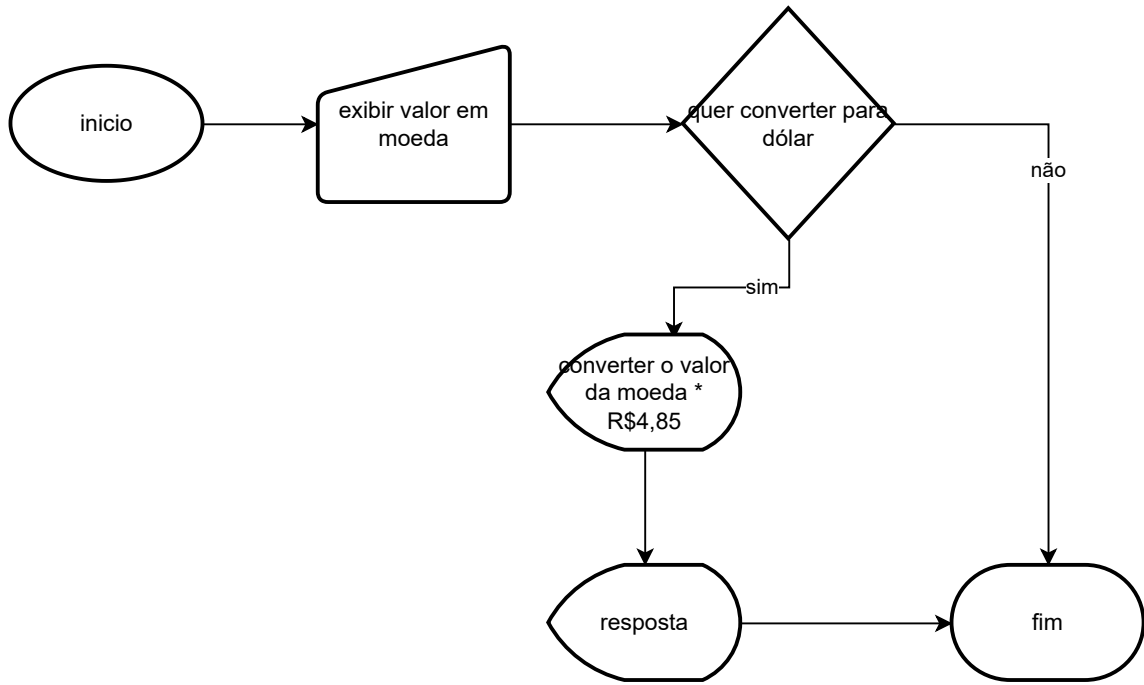 inicio
exibir valor em
moeda
quer converter para
dólar
não
sim
converter o valor
da moeda *
R$4,85
resposta
fim